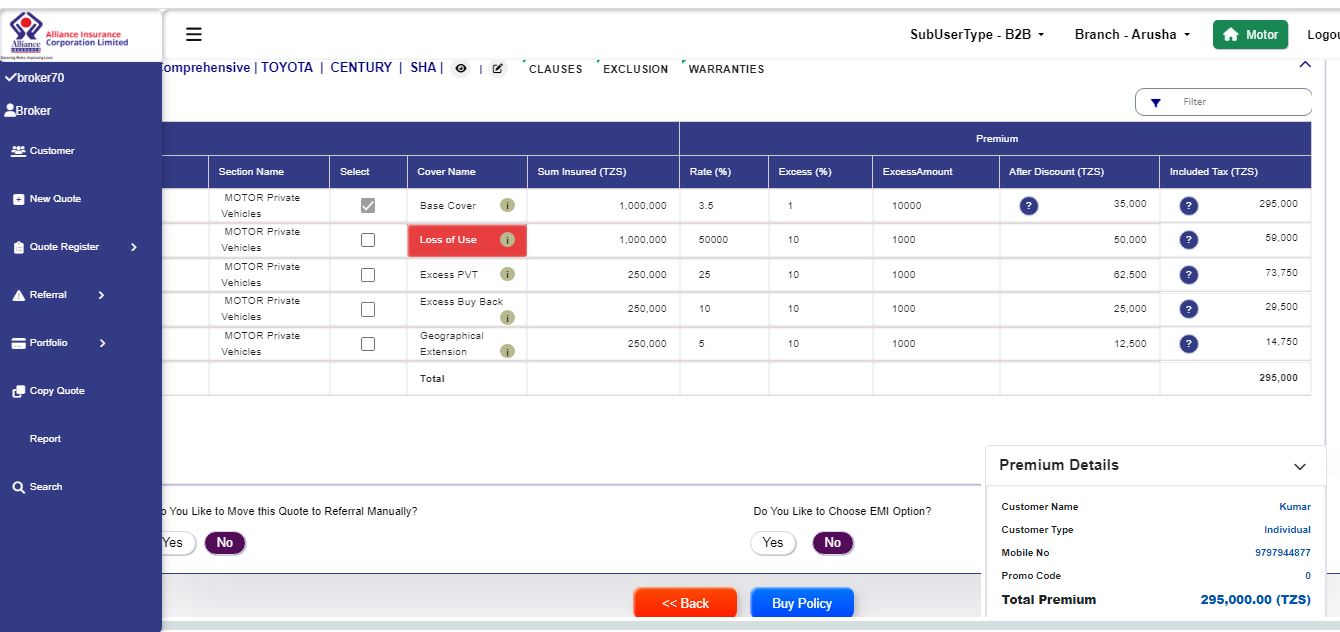 Alliance Insurance
Corporation Limited
Alliance
INSURANCE
SubUserType - B2B
Branch - Arusha
Motor
Logou
broker70
Broker
Customer
New Quote
Quote Register
Referral
Portfolio
Copy Quote
Report
Search
omprehensive | TOYOTA | CENTURY | SHA | | CLAUSES EXCLUSION WARRANTIES
Filter
Premium
Section Name Select Cover Name Sum Insured (TZS) Rate (%) Excess (%) ExcessAmount After Discount (TZS) Included Tax (TZS)
MOTOR Private
Vehicles
Base Cover i 1,000,000 3.5 1 10000 ? 35,000 ? 295,000
MOTOR Private
Vehicles
Loss of Use i 1,000,000 50000 10 1000 50,000 ? 59,000
MOTOR Private
Vehicles
Excess PVT i 250,000 25 10 1000 62,500 ? 73,750
MOTOR Private
Vehicles
Excess Buy Back i 250,000 10 10 1000 25,000 ? 29,500
MOTOR Private
Vehicles
Geographical
Extension i 250,000 5 10 1000 12,500 ? 14,750
Total 295,000
o You Like to Move this Quote to Referral Manually?
Yes No
Do You Like to Choose EMI Option?
Yes No
<< Back Buy Policy
Premium Details
Customer Name Kumar
Customer Type Individual
Mobile No 9797944877
Promo Code 0
Total Premium 295,000.00 (TZS)